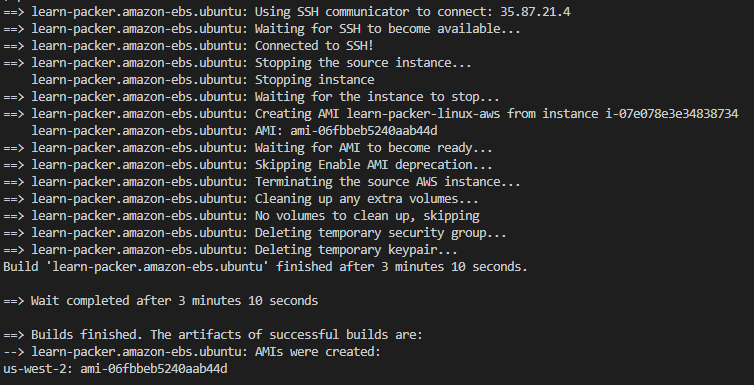 ==> learn-packer.amazon-ebs.ubuntu: Using SSH communicator to connect: 35.87.21.4
==> learn-packer.amazon-ebs.ubuntu: Waiting for SSH to become available...
==> learn-packer.amazon-ebs.ubuntu: Connected to SSH!
==> learn-packer.amazon-ebs.ubuntu: Stopping the source instance...
    learn-packer.amazon-ebs.ubuntu: Stopping instance
==> learn-packer.amazon-ebs.ubuntu: Waiting for the instance to stop...
==> learn-packer.amazon-ebs.ubuntu: Creating AMI learn-packer-linux-aws from instance i-07e078e3e34838734
    learn-packer.amazon-ebs.ubuntu: AMI: ami-06fbbeb5240aab44d
==> learn-packer.amazon-ebs.ubuntu: Waiting for AMI to become ready...
==> learn-packer.amazon-ebs.ubuntu: Skipping Enable AMI deprecation...
==> learn-packer.amazon-ebs.ubuntu: Terminating the source AWS instance...
==> learn-packer.amazon-ebs.ubuntu: Cleaning up any extra volumes...
==> learn-packer.amazon-ebs.ubuntu: No volumes to clean up, skipping
==> learn-packer.amazon-ebs.ubuntu: Deleting temporary security group...
==> learn-packer.amazon-ebs.ubuntu: Deleting temporary keypair...
Build 'learn-packer.amazon-ebs.ubuntu' finished after 3 minutes 10 seconds.

==> Wait completed after 3 minutes 10 seconds

==> Builds finished. The artifacts of successful builds are:
--> learn-packer.amazon-ebs.ubuntu: AMIs were created:
us-west-2: ami-06fbbeb5240aab44d